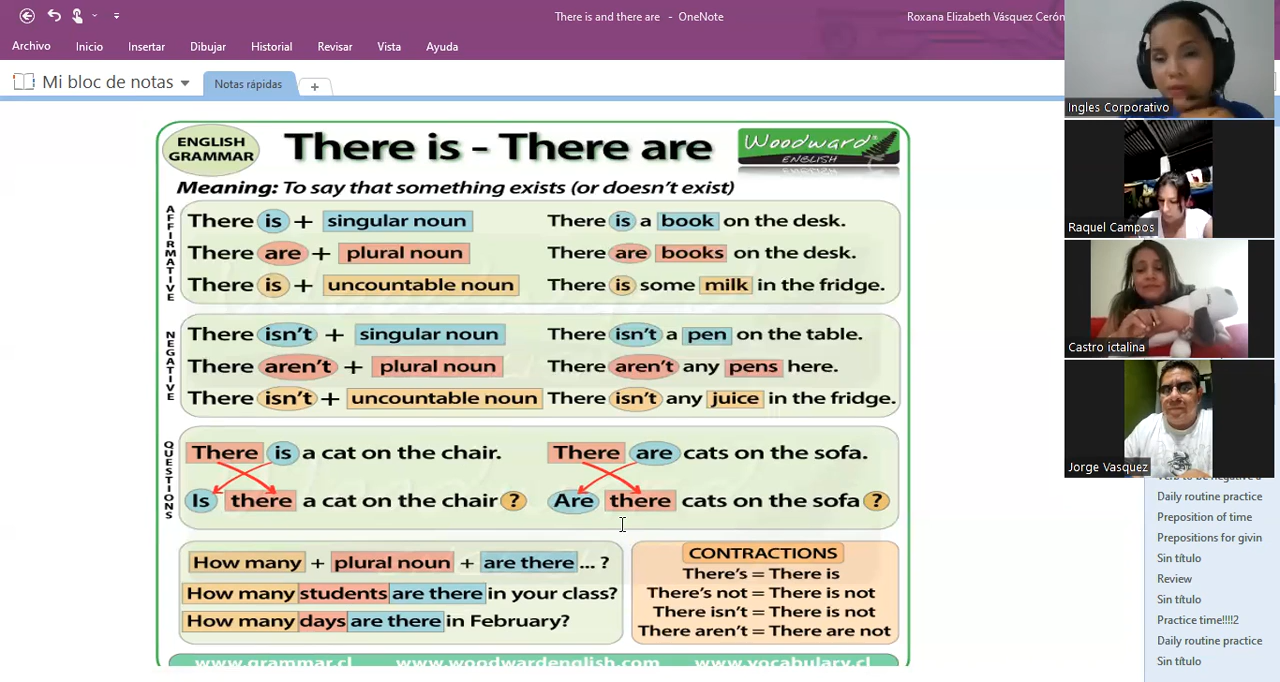 There is and there are - OneNote
Roxana Elizabeth Vásquez Cerón
Archivo Inicio Insertar Dibujar Historial Revisar Vista Ayuda
Mi bloc de notas
Notas rápidas
+
ENGLISH
GRAMMAR
There is - There are
Woodward
ENGLISH
Meaning: To say that something exists (or doesn't exist)
AFFIRMATIVE
There is + singular noun There is a book on the desk.
There are + plural noun There are books on the desk.
There is + uncountable noun There is some milk in the fridge.
NEGATIVE
There isn't + singular noun There isn't a pen on the table.
There aren't + plural noun There aren't any pens here.
There isn't + uncountable noun There isn't any juice in the fridge.
QUESTIONS
There is a cat on the chair. There are cats on the sofa.
Is there a cat on the chair ? Are there cats on the sofa ?
How many + plural noun + are there ... ?
How many students are there in your class?
How many days are there in February?
CONTRACTIONS
There's = There is
There's not = There is not
There isn't = There is not
There aren't = There are not
www.grammar.cl www.woodwardenglish.com www.vocabulary.cl
Ingles Corporativo
Raquel Campos
Castro ictalina
Jorge Vasquez
Verb to be negative a
Daily routine practice
Preposition of time
Prepositions for givin
Sin título
Review
Sin título
Practice time!!!!2
Daily routine practice
Sin título